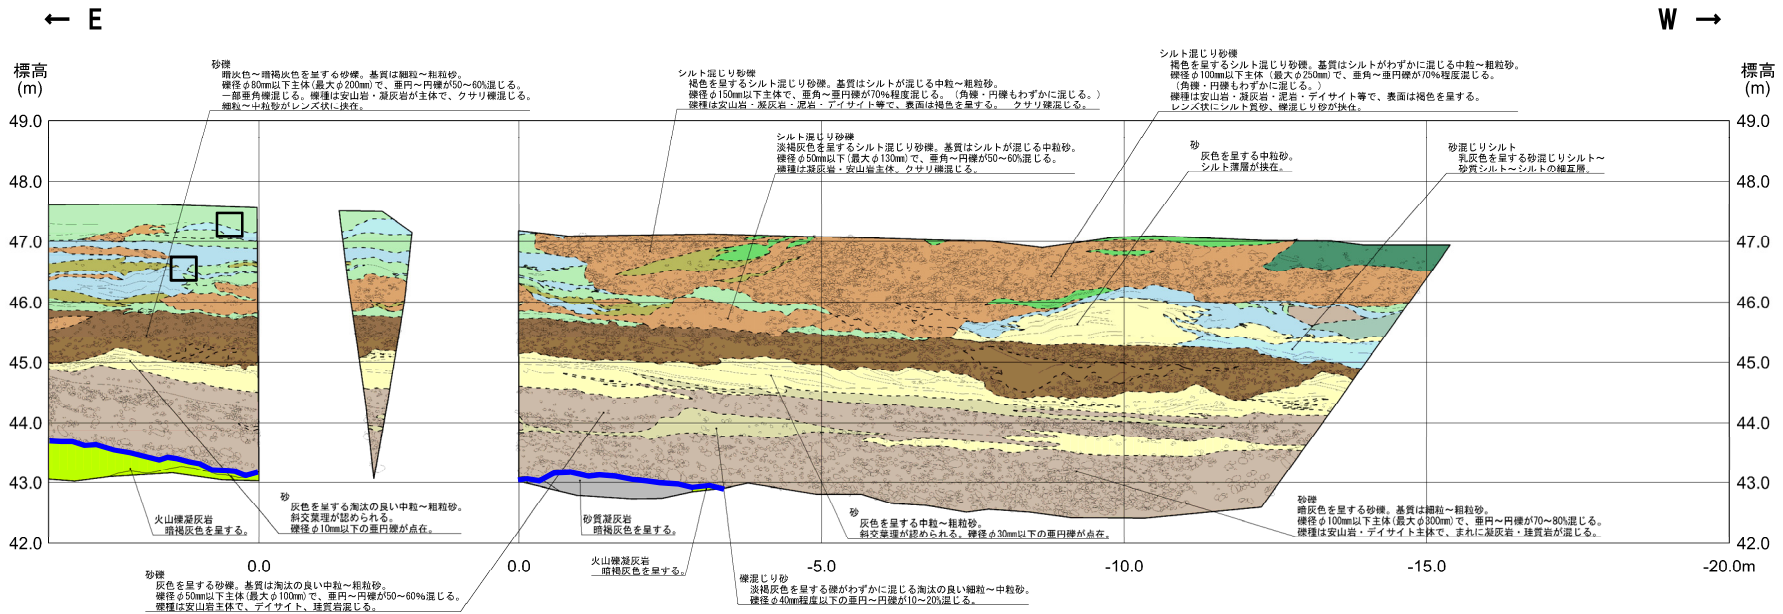 ← E
W →
標高
(m)
標高
(m)
砂礫
暗灰色～暗褐灰色を呈する砂礫。基質は細粒～粗粒砂。
礫径φ80mm以下主体(最大φ200mm)で、亜円～円礫が50～60%混じる。
一部亜角礫混じる。礫種は安山岩・凝灰岩が主体で、クサリ礫混じる。
細粒～中粒砂がレンズ状に挟在。
シルト混じり砂礫
褐色を呈するシルト混じり砂礫。基質はシルトが混じる中粒～粗粒砂。
礫径φ150mm以下主体で、亜角～亜円礫が70%程度混じる。（角礫・円礫もわずかに混じる。）
礫種は安山岩・凝灰岩・泥岩・デイサイト等で、表面は褐色を呈する。 クサリ礫混じる。
シルト混じり砂礫
褐色を呈するシルト混じり砂礫。基質はシルトがわずかに混じる中粒～粗粒砂。
礫径φ100mm以下主体（最大φ250mm）で、亜角～亜円礫が70%程度混じる。
（角礫・円礫もわずかに混じる。）
礫種は安山岩・凝灰岩・泥岩・デイサイト等で、表面は褐色を呈する。
レンズ状にシルト質砂、礫混じり砂が挟在。
シルト混じり砂礫
淡褐灰色を呈するシルト混じり砂礫。基質はシルトが混じる中粒砂。
礫径φ50mm以下(最大φ130mm)で、亜角～円礫が50～60%混じる。
礫種は凝灰岩・安山岩主体。クサリ礫混じる。
砂
灰色を呈する中粒砂。
シルト薄層が挟在。
砂混じりシルト
乳灰色を呈する砂混じりシルト～
砂質シルト～シルトの細互層。
49.0
48.0
47.0
46.0
45.0
44.0
43.0
42.0
49.0
48.0
47.0
46.0
45.0
44.0
43.0
42.0
火山礫凝灰岩
暗褐灰色を呈する。
砂
灰色を呈する淘汰の良い中粒～粗粒砂。
斜交葉理が認められる。
礫径φ10mm以下の亜円礫が点在。
砂質凝灰岩
暗褐灰色を呈する。
火山礫凝灰岩
暗褐灰色を呈する。
砂
灰色を呈する中粒～粗粒砂。
斜交葉理が認められる。礫径φ30mm以下の亜円礫が点在。
砂礫
暗灰色を呈する砂礫。基質は細粒～粗粒砂。
礫径φ100mm以下主体(最大φ300mm)で、亜円～円礫が70～80%混じる。
礫種は安山岩・デイサイト主体で、まれに凝灰岩・珪質岩が混じる。
0.0
0.0
-5.0
-10.0
-15.0
-20.0m
砂礫
灰色を呈する砂礫。基質は淘汰の良い中粒～粗粒砂。
礫径φ50mm以下主体(最大φ100mm)で、亜円～円礫が50～60%混じる。
礫種は安山岩主体で、デイサイト、珪質岩混じる。
礫混じり砂
淡褐灰色を呈する礫がわずかに混じる淘汰の良い細粒～中粒砂。
礫径φ40mm程度以下の亜円～円礫が10～20%混じる。